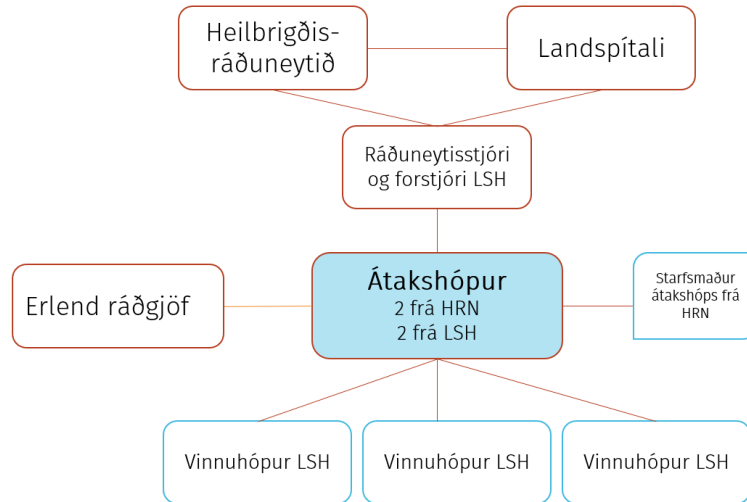 Heilbrigðis-
ráðuneytið
Landspítali
Ráðuneytisstjóri
og forstjóri LSH
Erlend ráðgjöf
Átakshópur
2 frá HRN
2 frá LSH
Starfsmaður
átakshóps frá
HRN
Vinnuhópur LSH
Vinnuhópur LSH
Vinnuhópur LSH